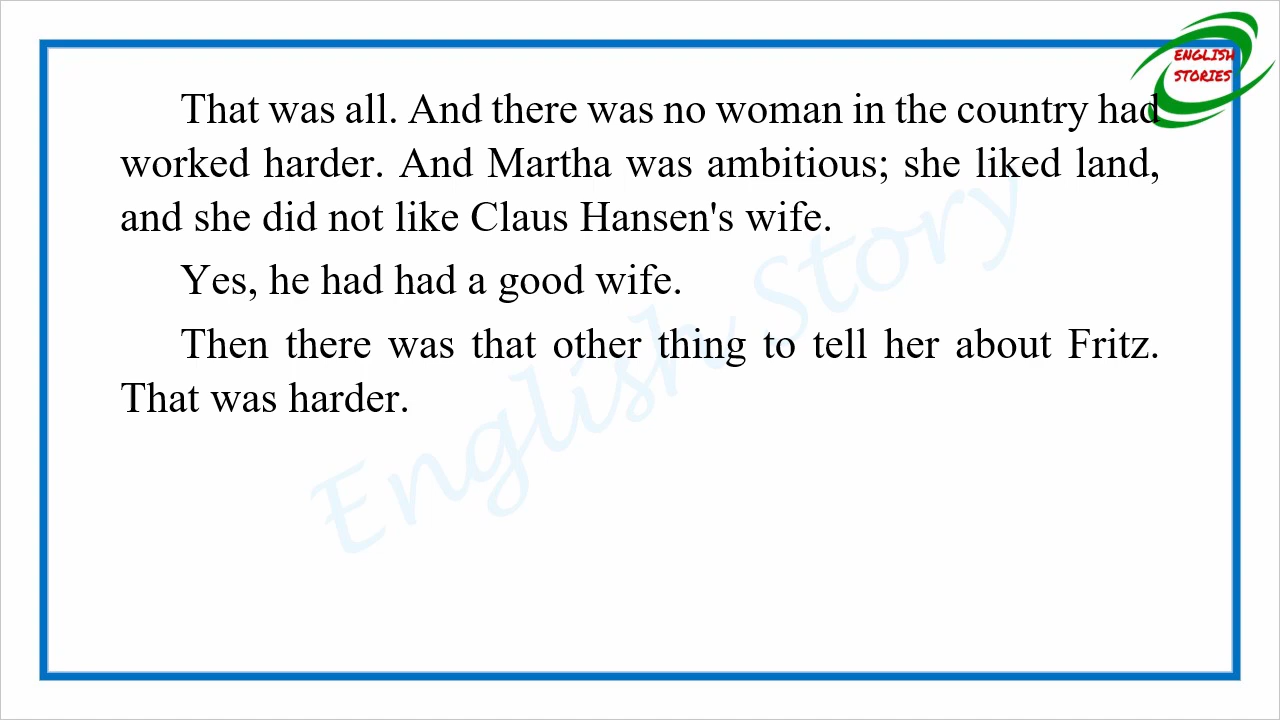 ENGLISH
STORIES
That was all. And there was no woman in the country had
worked harder. And Martha was ambitious; she liked land,
and she did not like Claus Hansen's wife.
Yes, he had had a good wife.
Then there was that other thing to tell her about Fritz.
That was harder.
English Story